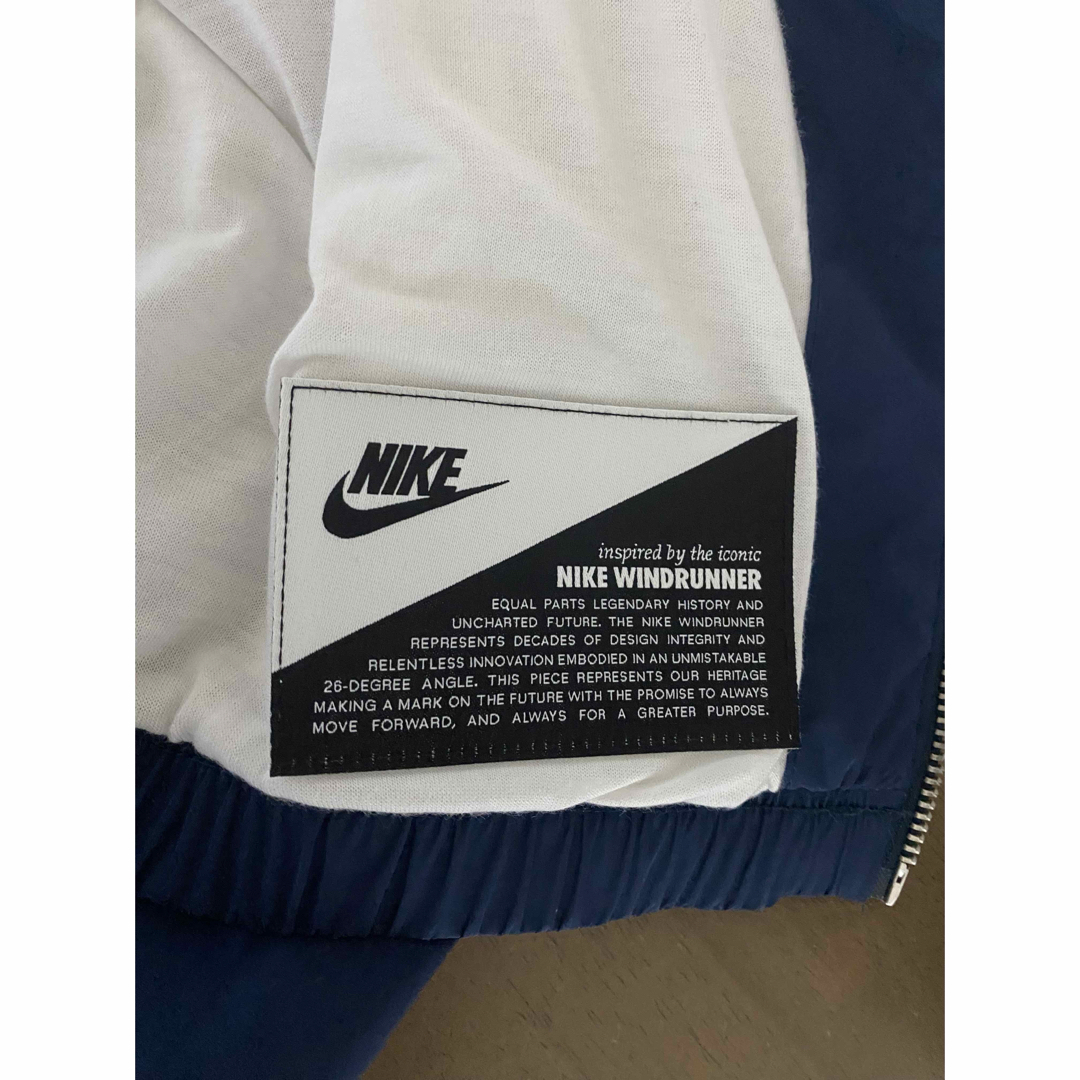 NIKE
inspired by the iconic
NIKE WINDRUNNER
EQUAL PARTS LEGENDARY HISTORY AND
UNCHARTED FUTURE. THE NIKE WINDRUNNER
REPRESENTS DECADES OF DESIGN INTEGRITY AND
RELENTLESS INNOVATION EMBODIED IN AN UNMISTAKABLE
26-DEGREE ANGLE. THIS PIECE REPRESENTS OUR HERITAGE
MAKING A MARK ON THE FUTURE WITH THE PROMISE TO ALWAYS
MOVE FORWARD, AND ALWAYS FOR A GREATER PURPOSE.